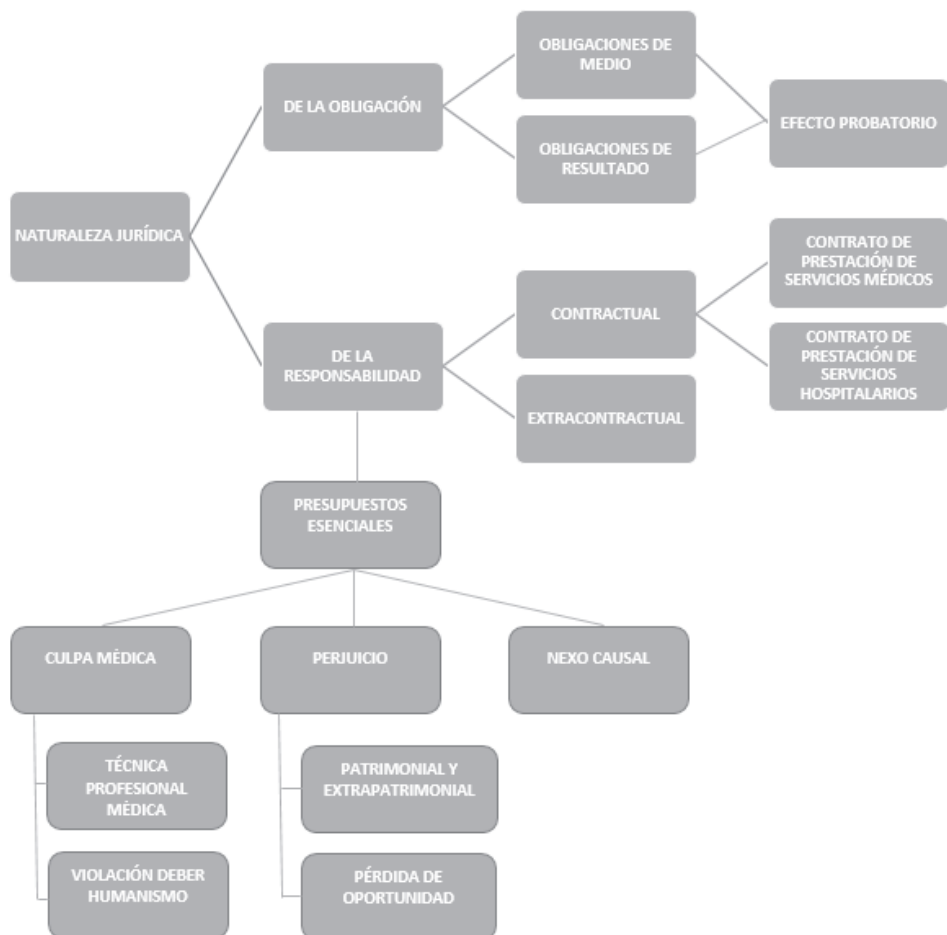 OBLIGACIONES DE
MEDIO
DE LA OBLIGACIÓN
EFECTO PROBATORIO
OBLIGACIONES DE
RESULTADO
NATURALEZA JURÍDICA
CONTRATO DE
PRESTACIÓN DE
SERVICIOS MÉDICOS
CONTRACTUAL
DE LA
RESPONSABILIDAD
CONTRATO DE
PRESTACIÓN DE
SERVICIOS
HOSPITALARIOS
EXTRACONTRACTUAL
PRESUPUESTOS
ESENCIALES
CULPA MÉDICA
PERJUICIO
NEXO CAUSAL
TÉCNICA
PROFESIONAL
MÉDICA
PATRIMONIAL Y
EXTRAPATRIMONIAL
VIOLACIÓN DEBER
HUMANISMO
PÉRDIDA DE
OPORTUNIDAD